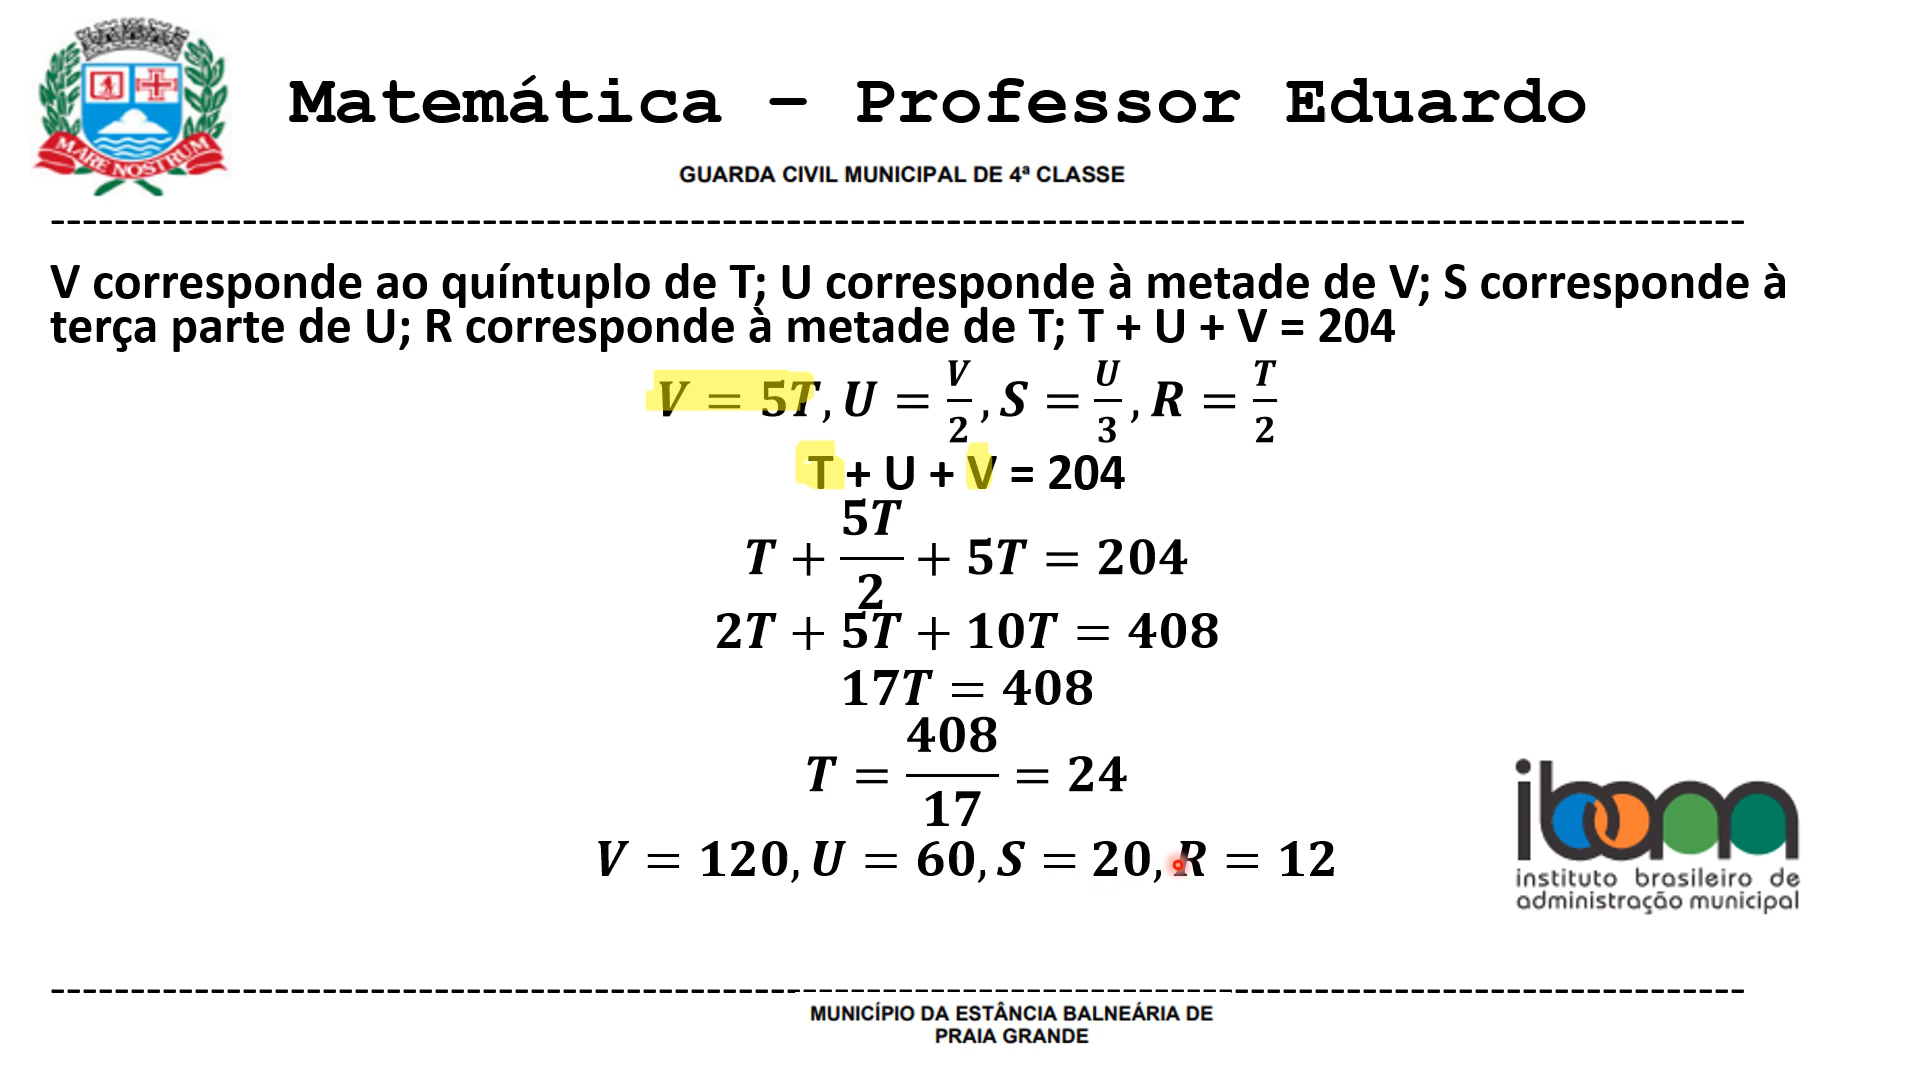 MARE NOSTRUM
Matemática – Professor Eduardo
GUARDA CIVIL MUNICIPAL DE 4ª CLASSE
V corresponde ao quíntuplo de T; U corresponde à metade de V; S corresponde à
terça parte de U; R corresponde à metade de T; T + U + V = 204
V = 5T, U = V/2, S = U/3, R = T/2
T + U + V = 204
T + 5T/2 + 5T = 204
2T + 5T + 10T = 408
17T = 408
T = 408/17 = 24
V = 120, U = 60, S = 20, R = 12
ibam
instituto brasileiro de
administração municipal
MUNICÍPIO DA ESTÂNCIA BALNEÁRIA DE
PRAIA GRANDE